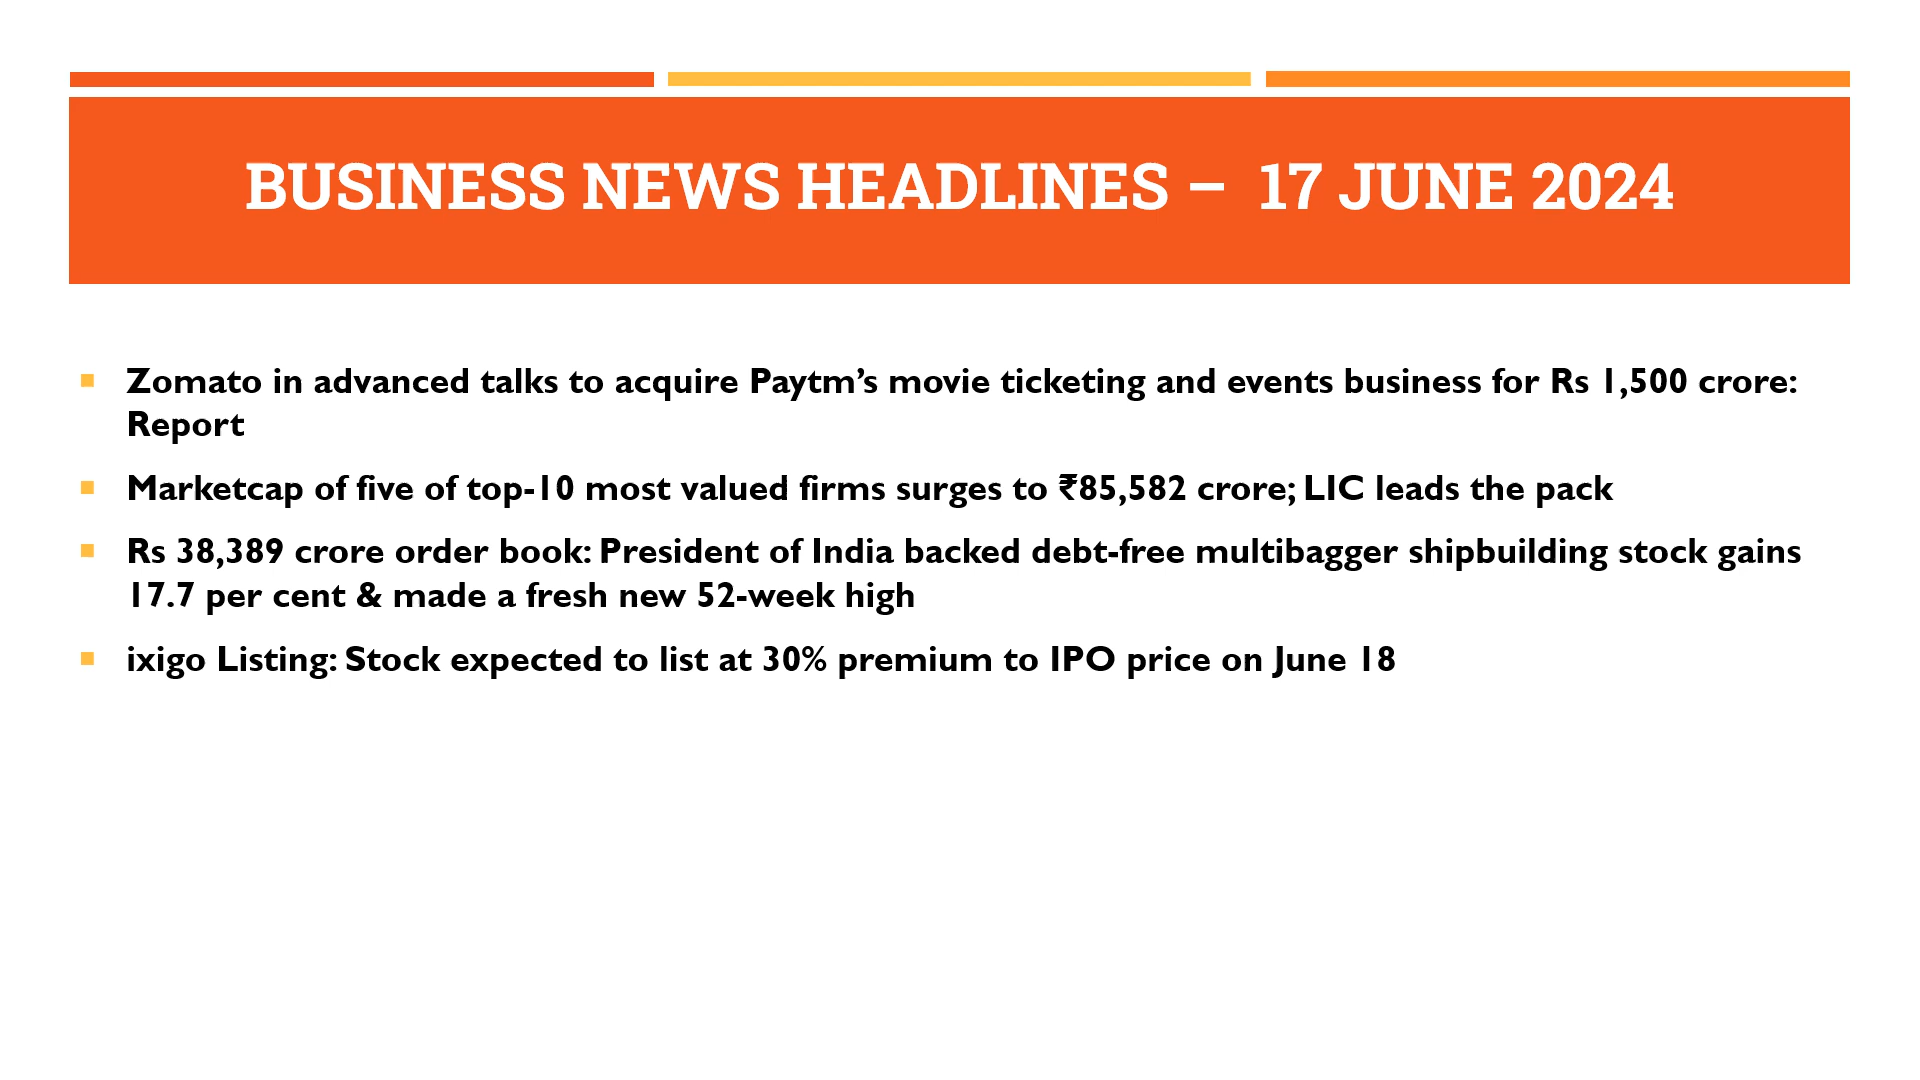 BUSINESS NEWS HEADLINES – 17 JUNE 2024
Zomato in advanced talks to acquire Paytm’s movie ticketing and events business for Rs 1,500 crore:
Report
Marketcap of five of top-10 most valued firms surges to ₹85,582 crore; LIC leads the pack
Rs 38,389 crore order book: President of India backed debt-free multibagger shipbuilding stock gains
17.7 per cent & made a fresh new 52-week high
ixigo Listing: Stock expected to list at 30% premium to IPO price on June 18